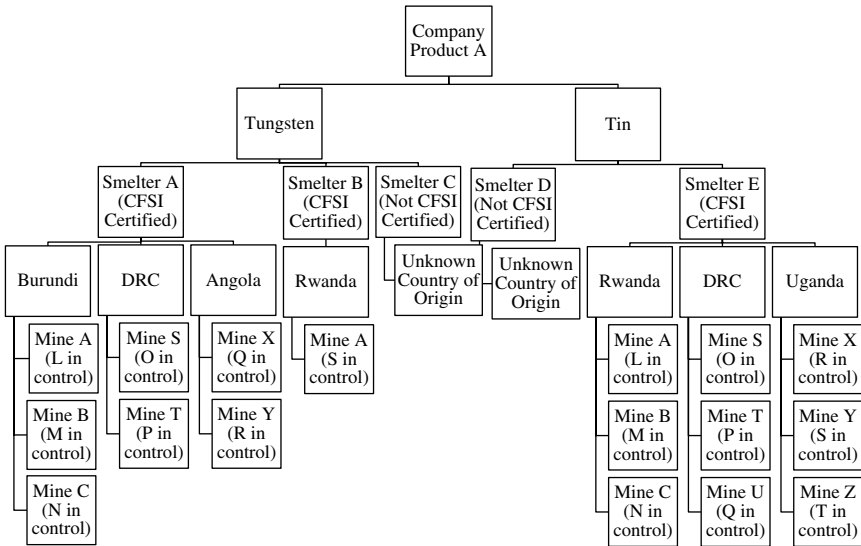 Company
Product A
Tungsten
Tin
Smelter A
(CFSI
Certified)
Smelter B
(CFSI
Certified)
Smelter C
(Not CFSI
Certified)
Smelter D
(Not CFSI
Certified)
Smelter E
(CFSI
Certified)
Burundi
DRC
Angola
Rwanda
Unknown
Country of
Origin
Unknown
Country of
Origin
Rwanda
DRC
Uganda
Mine A
(L in
control)
Mine B
(M in
control)
Mine C
(N in
control)
Mine S
(O in
control)
Mine T
(P in
control)
Mine X
(Q in
control)
Mine Y
(R in
control)
Mine A
(S in
control)
Mine A
(L in
control)
Mine B
(M in
control)
Mine C
(N in
control)
Mine S
(O in
control)
Mine T
(P in
control)
Mine U
(Q in
control)
Mine X
(R in
control)
Mine Y
(S in
control)
Mine Z
(T in
control)